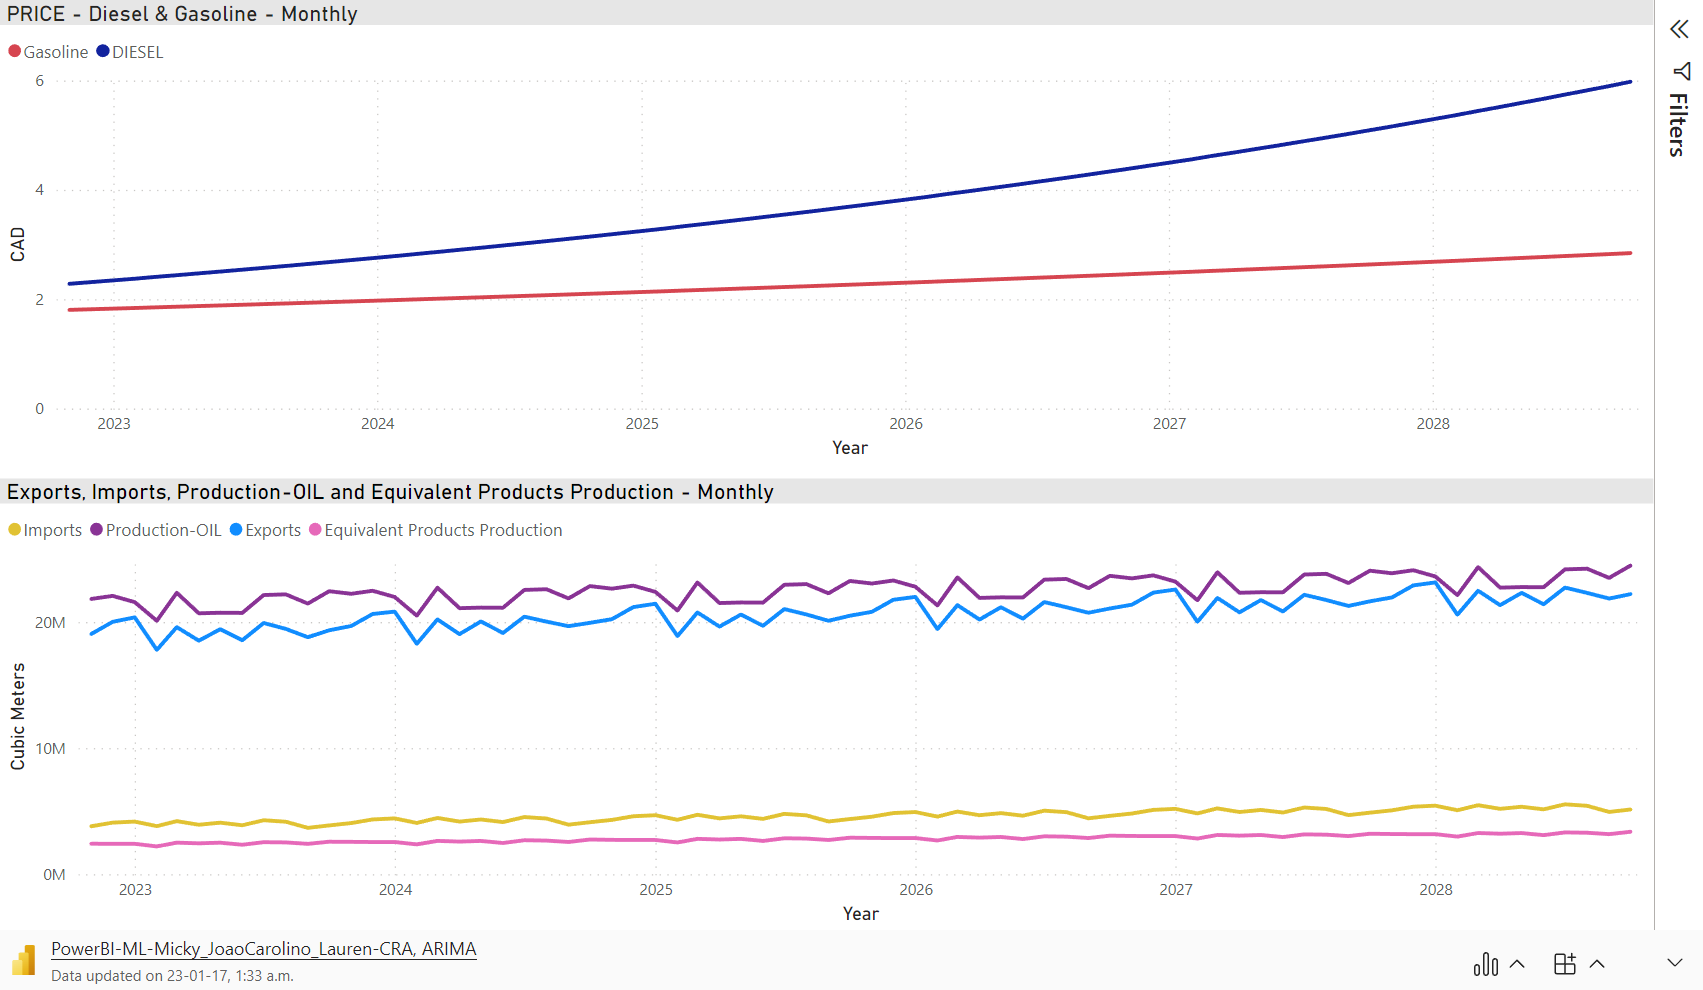 PRICE - Diesel & Gasoline - Monthly
Gasoline DIESEL
6
4
2
0
CAD
2023 2024 2025 2026 2027 2028
Year
Exports, Imports, Production-OIL and Equivalent Products Production - Monthly
Imports Production-OIL Exports Equivalent Products Production
20M
10M
0M
Cubic Meters
2023 2024 2025 2026 2027 2028
Year
Filters
PowerBI-ML-Micky_JoaoCarolino_Lauren-CRA, ARIMA
Data updated on 23-01-17, 1:33 a.m.